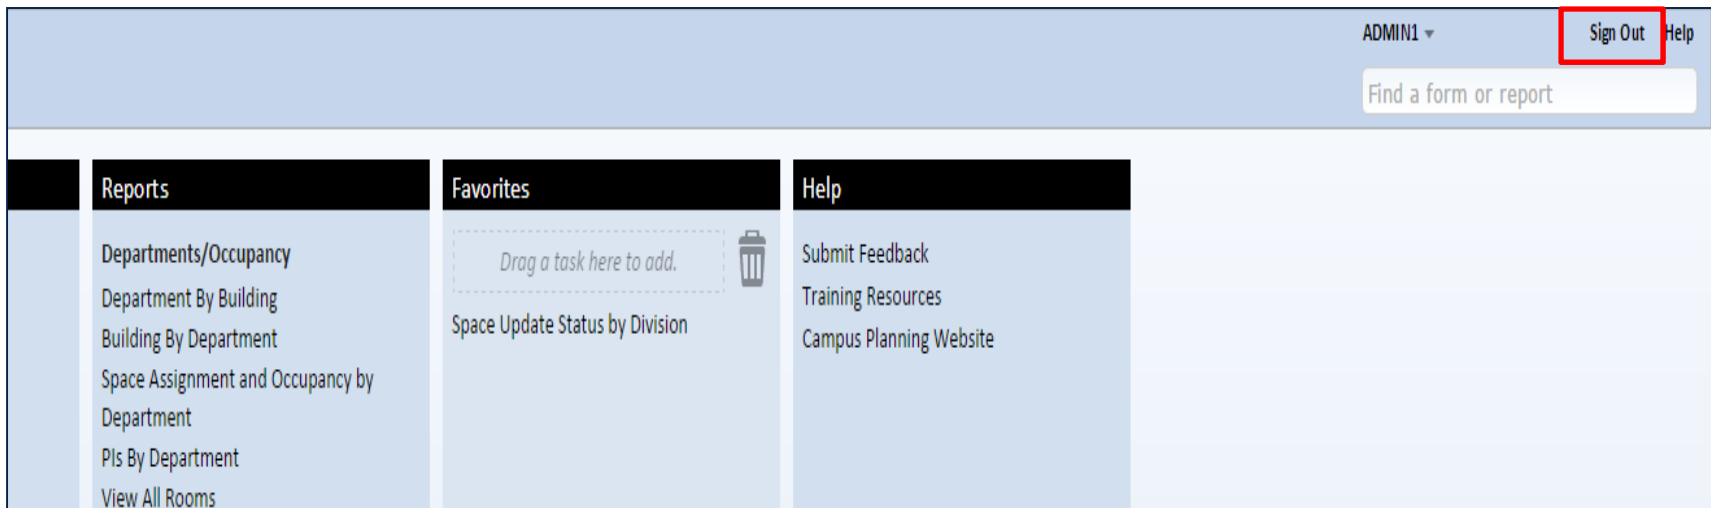 ADMIN1
Sign Out
Help
Find a form or report
Reports
Departments/Occupancy
Department By Building
Building By Department
Space Assignment and Occupancy by
Department
PIs By Department
View All Rooms
Favorites
Drag a task here to add.
Space Update Status by Division
Help
Submit Feedback
Training Resources
Campus Planning Website